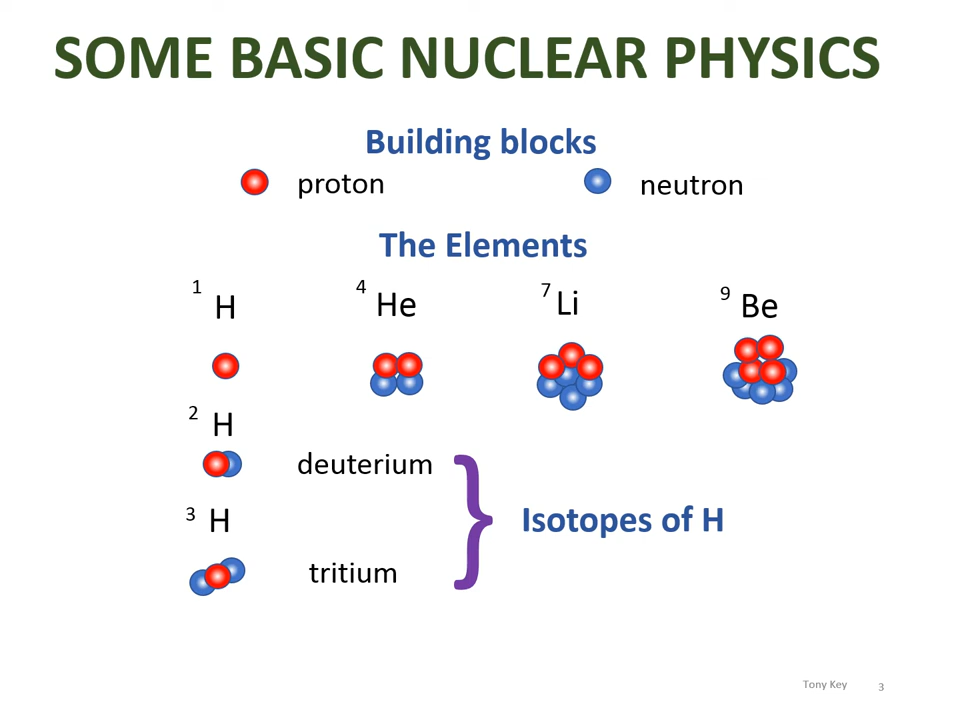 SOME BASIC NUCLEAR PHYSICS
Building blocks
proton neutron
The Elements
1 H 4 He 7 Li 9 Be
2 H
deuterium
3 H
Isotopes of H
tritium
Tony Key 3